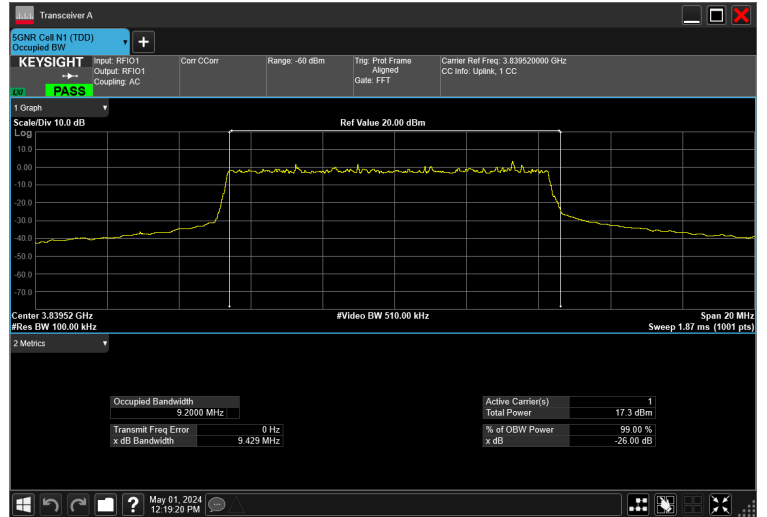 Transceiver A
5GNR Cell N1 (TDD)
Occupied BW
KEYSIGHT
Input: RFIO1
Output: RFIO1
Coupling: AC
Corr CCorr
Range: -60 dBm
Trig: Prot Frame
Aligned
Gate: FFT
Carrier Ref Freq: 3.839520000 GHz
CC Info: Uplink, 1 CC
LXI
PASS
1 Graph
Scale/Div 10.0 dB
Ref Value 20.00 dBm
Log
10.0
0.00
-10.0
-20.0
-30.0
-40.0
-50.0
-60.0
-70.0
Center 3.83952 GHz
#Video BW 510.00 kHz
Span 20 MHz
#Res BW 100.00 kHz
Sweep 1.87 ms (1001 pts)
2 Metrics
Occupied Bandwidth
9.2000 MHz
Transmit Freq Error 0 Hz
x dB Bandwidth 9.429 MHz
Active Carrier(s) 1
Total Power 17.3 dBm
% of OBW Power 99.00 %
x dB -26.00 dB
?
May 01, 2024
12:19:20 PM